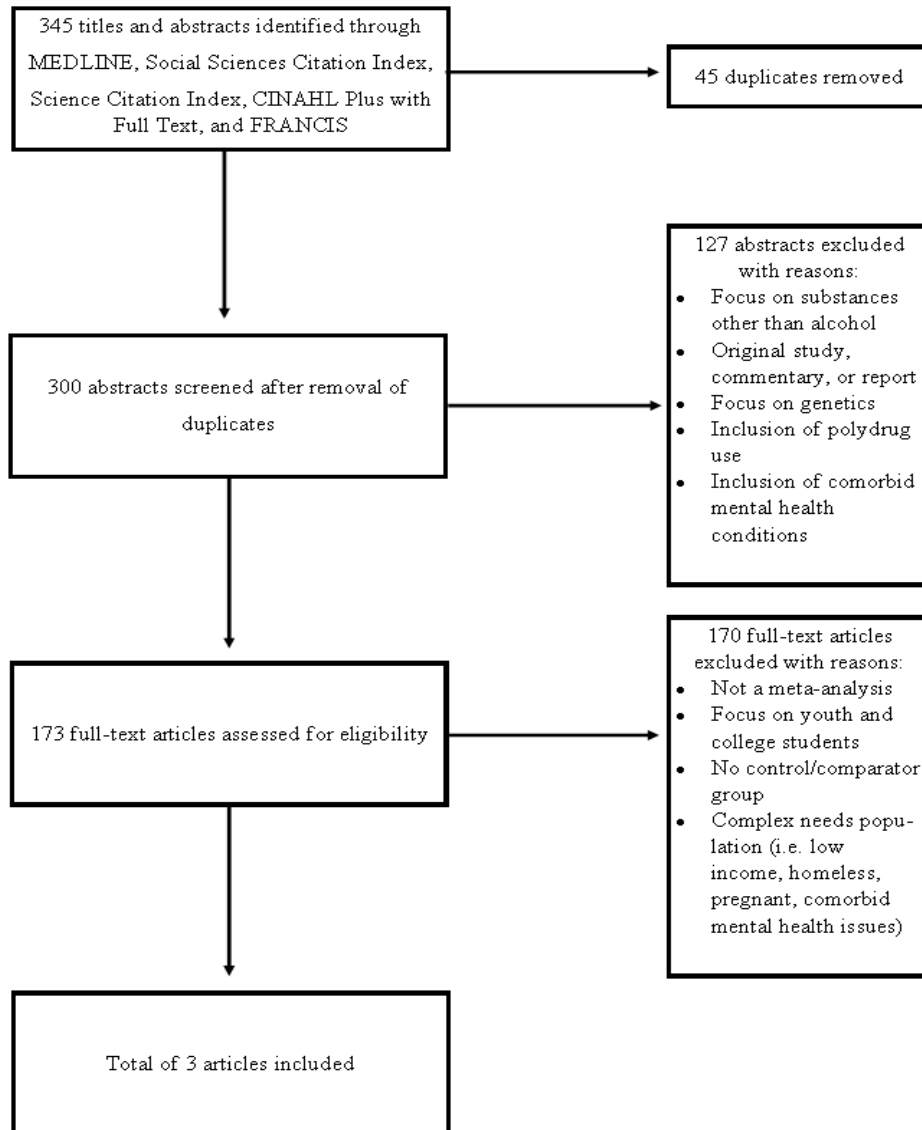 345 titles and abstracts identified through
MEDLINE, Social Sciences Citation Index,
Science Citation Index, CINAHL Plus with
Full Text, and FRANCIS
45 duplicates removed
300 abstracts screened after removal of
duplicates
127 abstracts excluded
with reasons:
• Focus on substances
other than alcohol
• Original study,
commentary, or report
• Focus on genetics
• Inclusion of polydrug
use
• Inclusion of comorbid
mental health
conditions
173 full-text articles assessed for eligibility
170 full-text articles
excluded with reasons:
• Not a meta-analysis
• Focus on youth and
college students
• No control/comparator
group
• Complex needs popu-
lation (i.e. low
income, homeless,
pregnant, comorbid
mental health issues)
Total of 3 articles included